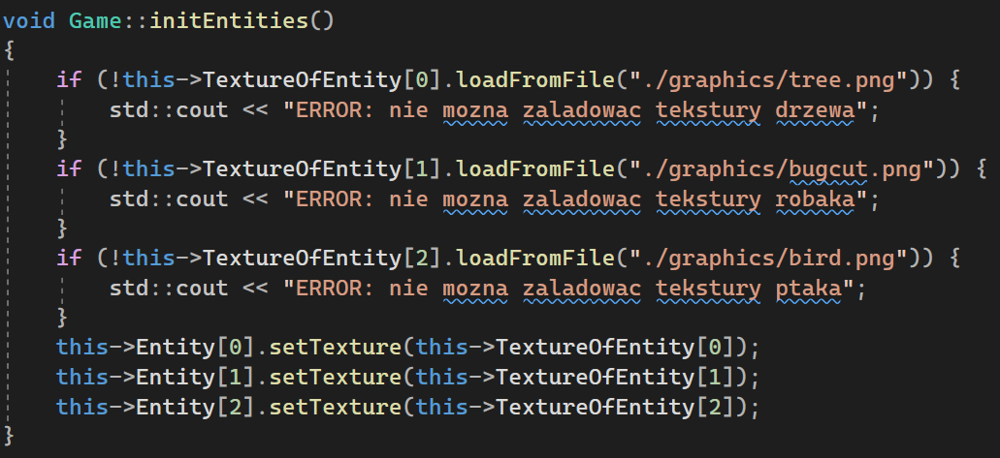 void Game::initEntities()
{
    if (!this->TextureOfEntity[0].loadFromFile("./graphics/tree.png")) {
        std::cout << "ERROR: nie mozna zaladowac tekstury drzewa";
    }
    if (!this->TextureOfEntity[1].loadFromFile("./graphics/bugcut.png")) {
        std::cout << "ERROR: nie mozna zaladowac tekstury robaka";
    }
    if (!this->TextureOfEntity[2].loadFromFile("./graphics/bird.png")) {
        std::cout << "ERROR: nie mozna zaladowac tekstury ptaka";
    }
    this->Entity[0].setTexture(this->TextureOfEntity[0]);
    this->Entity[1].setTexture(this->TextureOfEntity[1]);
    this->Entity[2].setTexture(this->TextureOfEntity[2]);
}